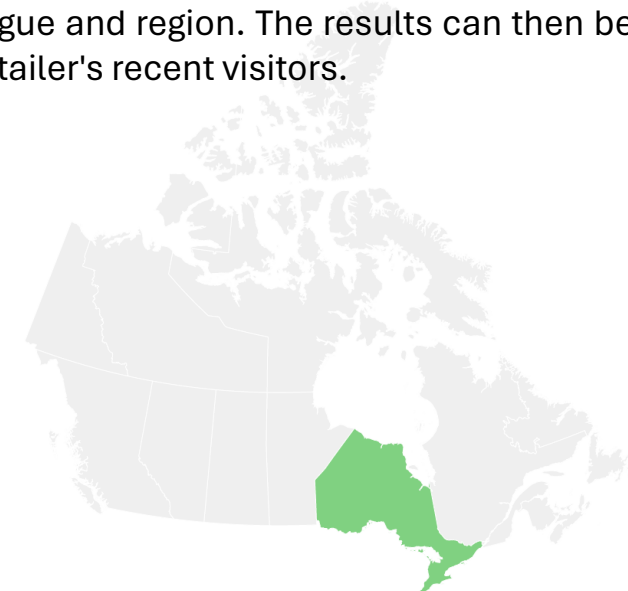 gue and region. The results can then be
tailer's recent visitors.